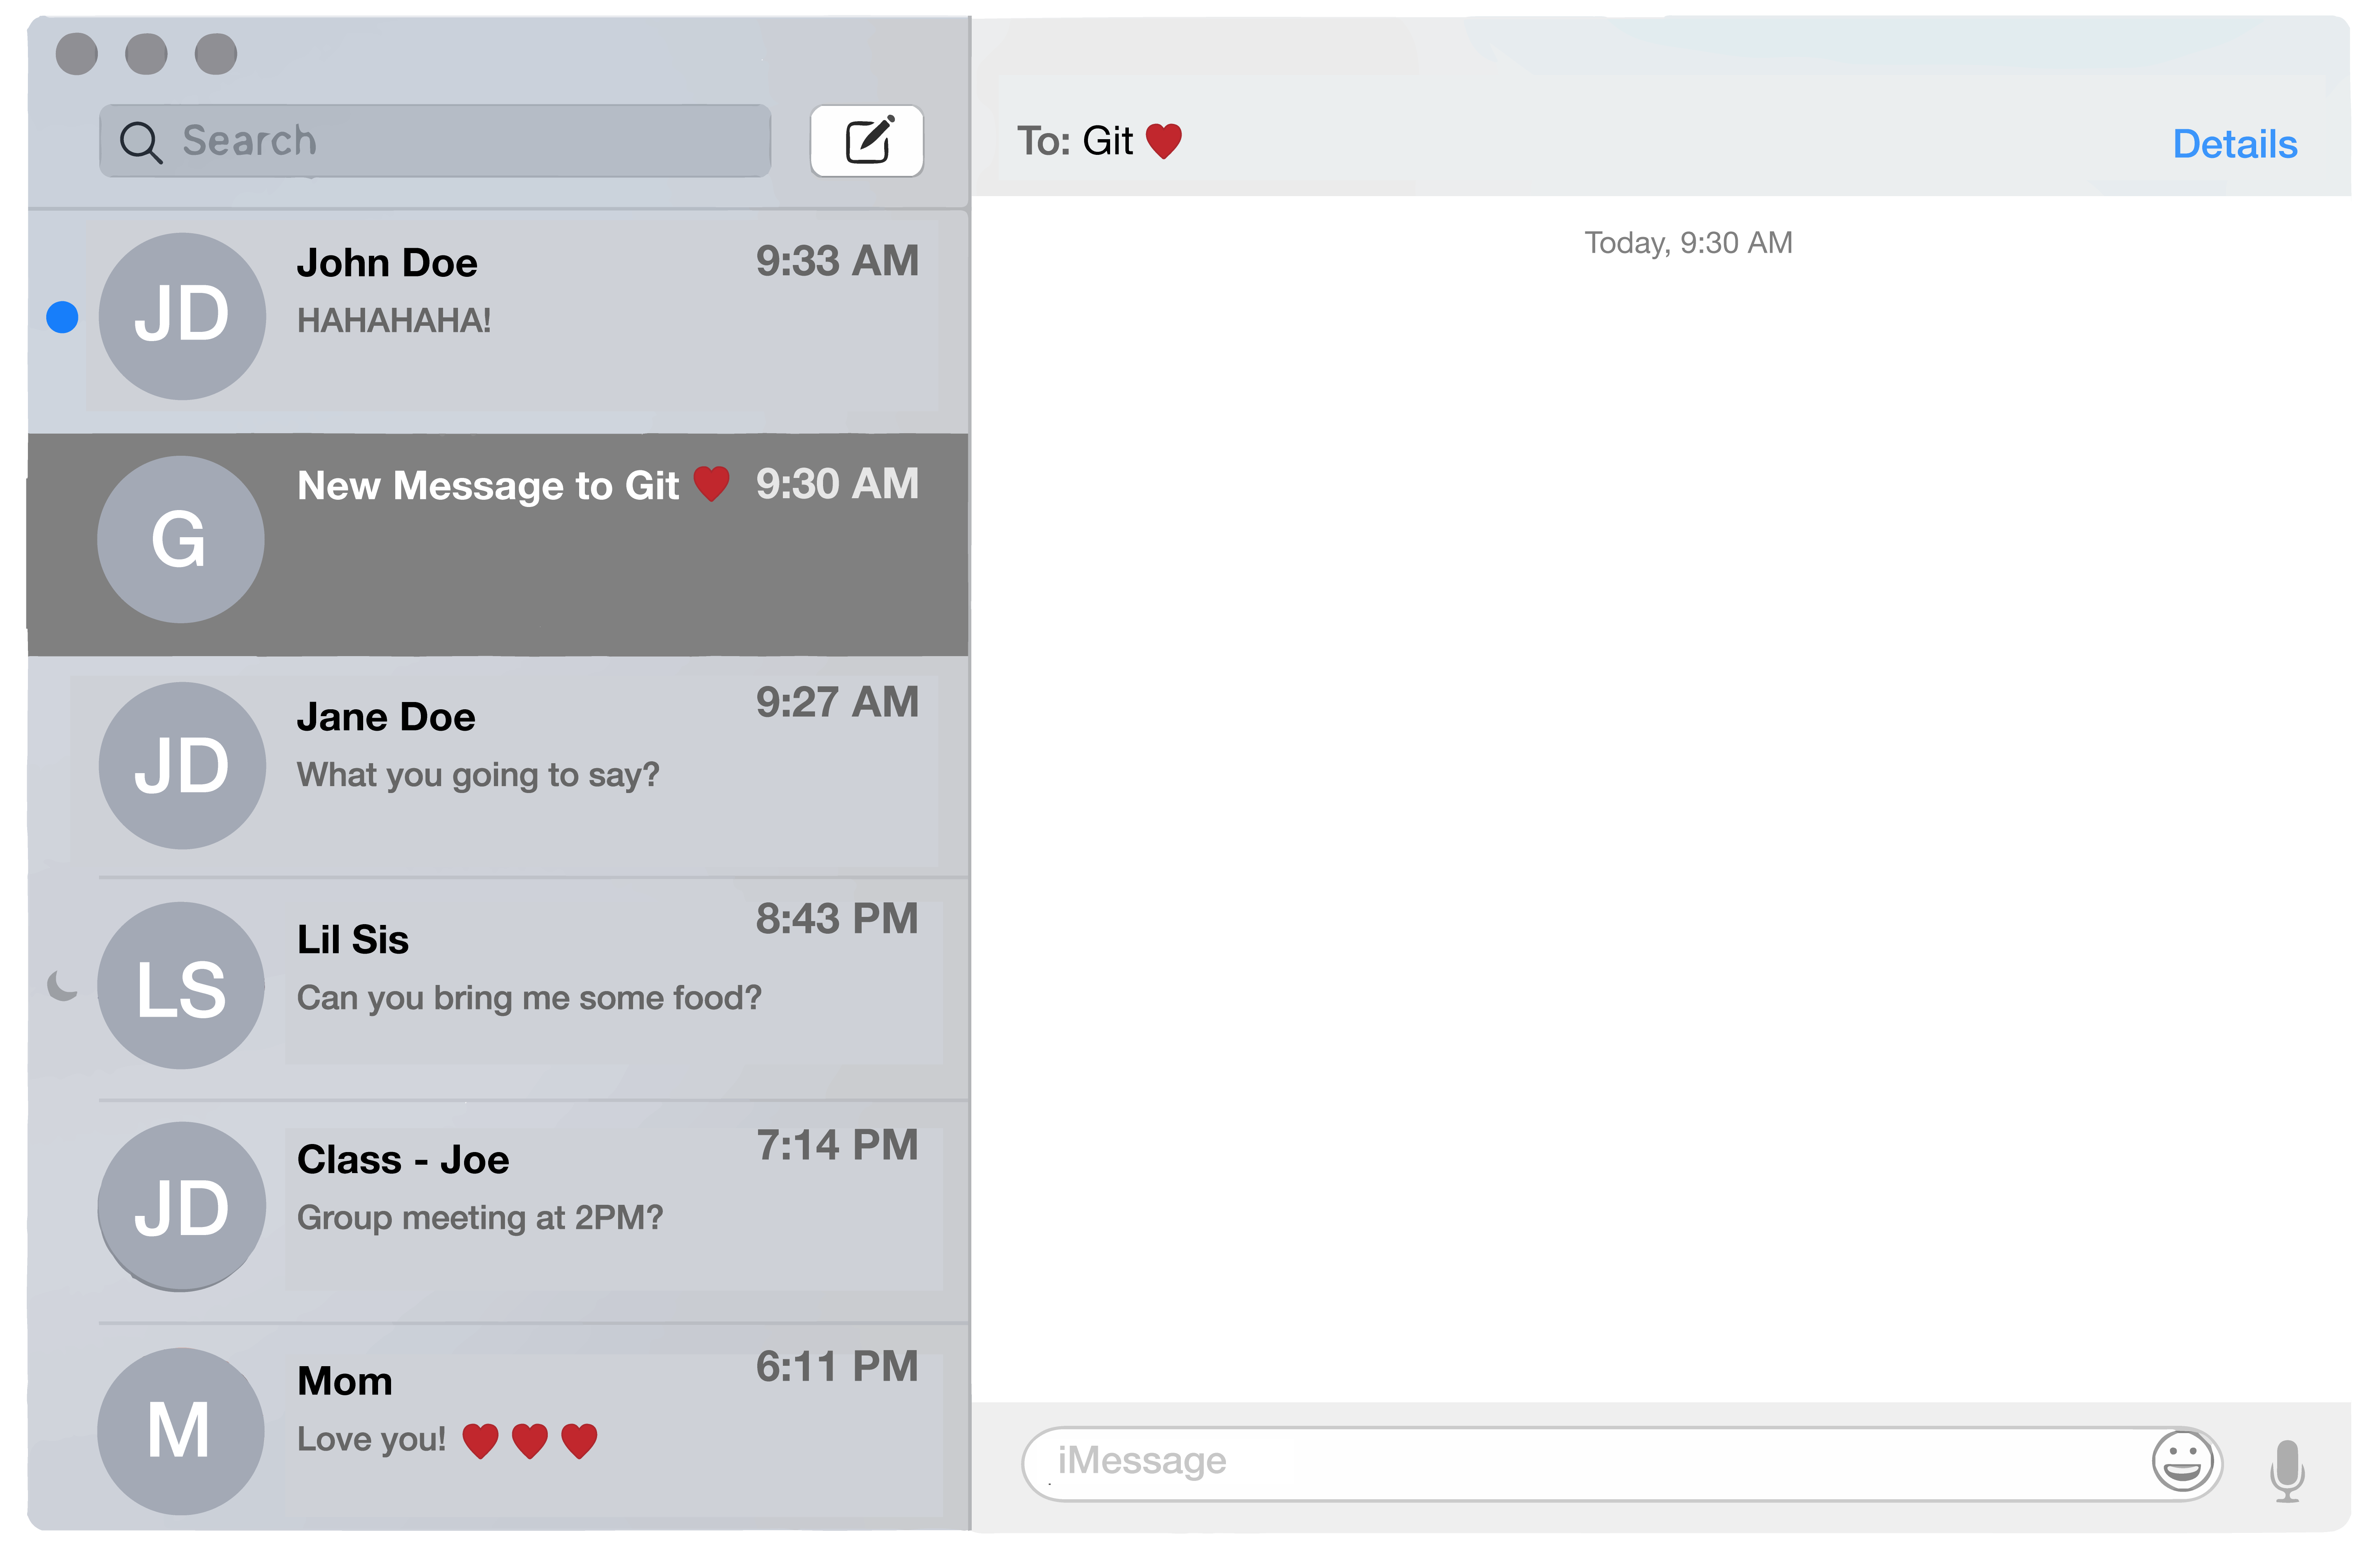 Search
To: Git ❤️
Details
JD
John Doe
9:33 AM
HAHAHAHA!
G
New Message to Git ❤️
9:30 AM
JD
Jane Doe
9:27 AM
What you going to say?
LS
Lil Sis
8:43 PM
Can you bring me some food?
JD
Class - Joe
7:14 PM
Group meeting at 2PM?
M
Mom
6:11 PM
Love you! ❤️ ❤️ ❤️
Today, 9:30 AM
iMessage